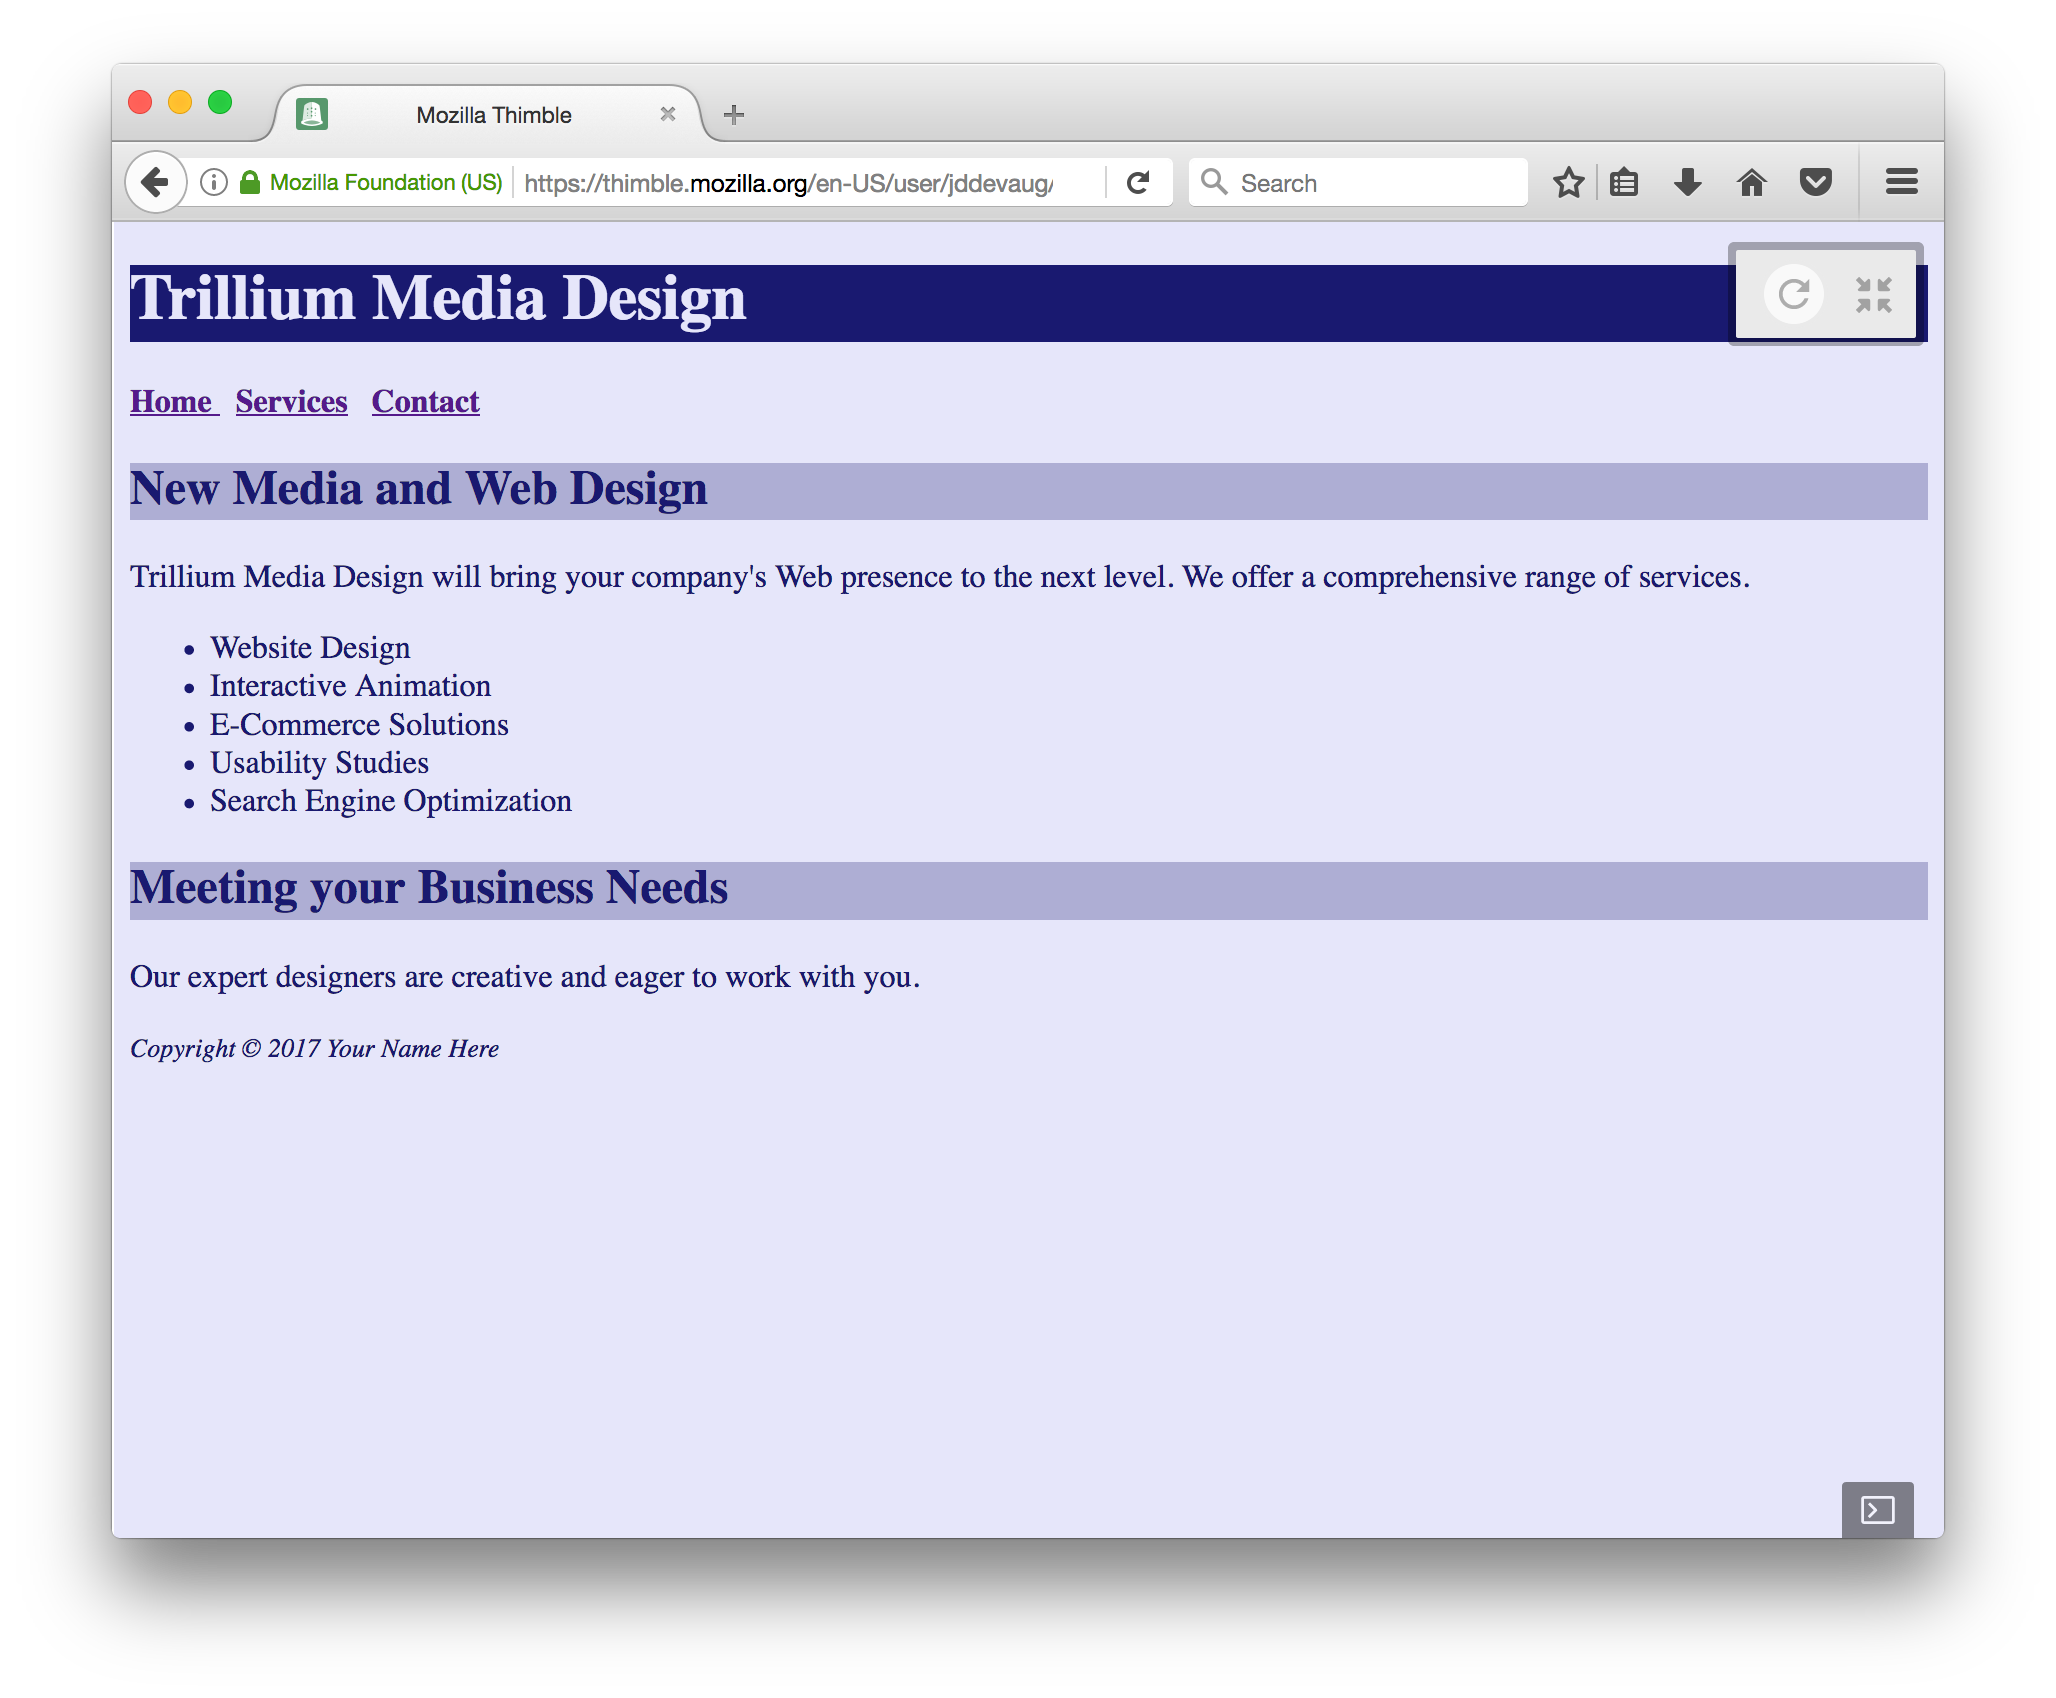 Mozilla Thimble
Mozilla Foundation (US) https://thimble.mozilla.org/en-US/user/jddevaug/ Search
Trillium Media Design
Home Services Contact
New Media and Web Design
Trillium Media Design will bring your company's Web presence to the next level. We offer a comprehensive range of services.
• Website Design
• Interactive Animation
• E-Commerce Solutions
• Usability Studies
• Search Engine Optimization
Meeting your Business Needs
Our expert designers are creative and eager to work with you.
Copyright © 2017 Your Name Here